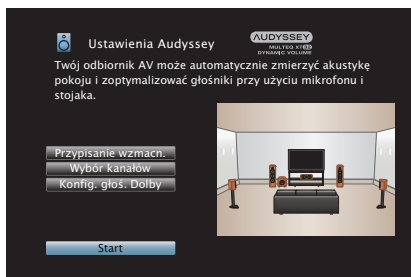 Ustawienia Audyssey
AUDYSSEY
MULTEQ XT32
DYNAMIC VOLUME
Twój odbiornik AV może automatycznie zmierzyć akustykę
pokoju i zoptymalizować głośniki przy użyciu mikrofonu i
stojaka.
Przypisanie wzmacn.
Wybór kanałów
Konfig. głoś. Dolby
Start